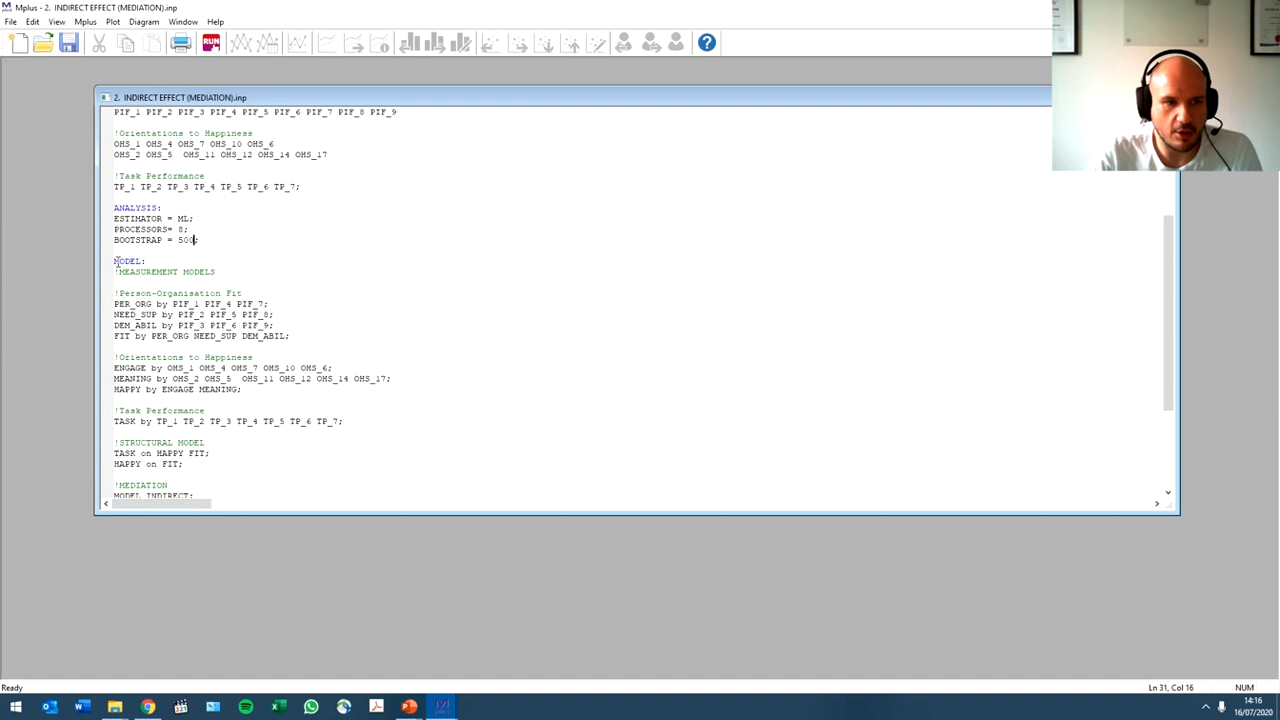 Mplus - 2.  INDIRECT EFFECT (MEDIATION).inp
File Edit View Mplus Plot Diagram Window Help
RUN
2.  INDIRECT EFFECT (MEDIATION).inp
PIF_1 PIF_2 PIF_3 PIF_4 PIF_5 PIF_6 PIF_7 PIF_8 PIF_9
!Orientations to Happiness
OHS_1 OHS_4 OHS_7 OHS_10 OHS_6
OHS_2 OHS_5  OHS_11 OHS_12 OHS_14 OHS_17
!Task Performance
TP_1 TP_2 TP_3 TP_4 TP_5 TP_6 TP_7;
ANALYSIS:
ESTIMATOR = ML;
PROCESSORS= 8;
BOOTSTRAP = 500;
MODEL:
!MEASUREMENT MODELS
!Person-Organisation Fit
PER_ORG by PIF_1 PIF_4 PIF_7;
NEED_SUP by PIF_2 PIF_5 PIF_8;
DEM_ABIL by PIF_3 PIF_6 PIF_9;
FIT by PER_ORG NEED_SUP DEM_ABIL;
!Orientations to Happiness
ENGAGE by OHS_1 OHS_4 OHS_7 OHS_10 OHS_6;
MEANING by OHS_2 OHS_5  OHS_11 OHS_12 OHS_14 OHS_17;
HAPPY by ENGAGE MEANING;
!Task Performance
TASK by TP_1 TP_2 TP_3 TP_4 TP_5 TP_6 TP_7;
!STRUCTURAL MODEL
TASK on HAPPY FIT;
HAPPY on FIT;
!MEDIATION
MODEL INDIRECT:
Ready
Ln 31, Col 16
NUM
14:16
16/07/2020